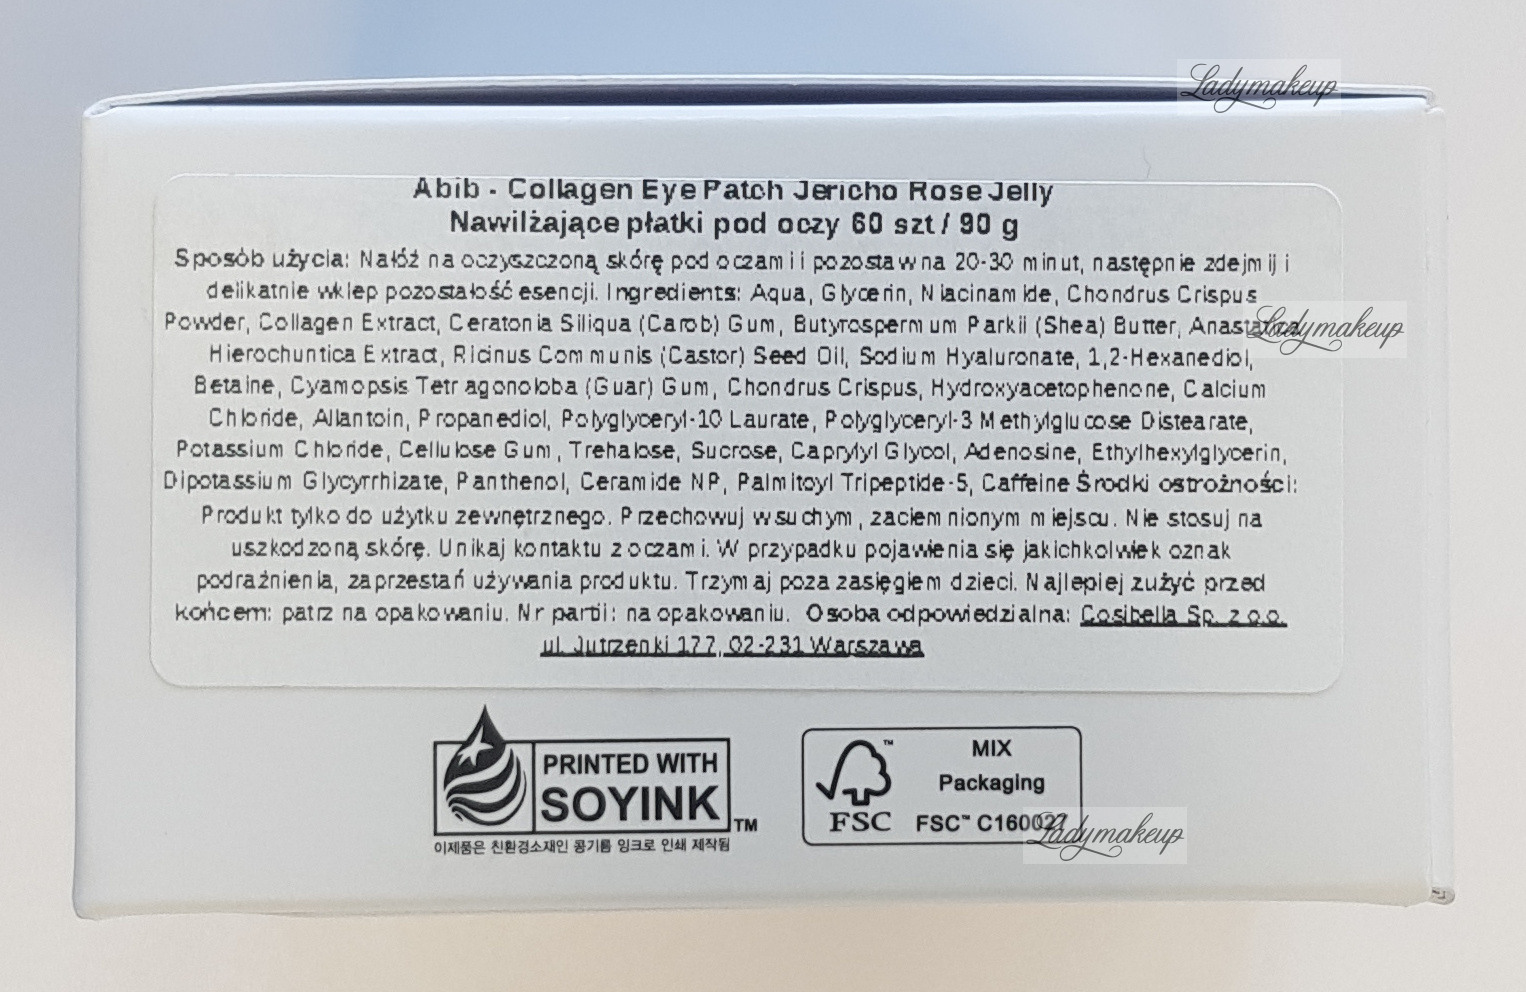 Ladymakeup
Abib - Collagen Eye Patch Jericho Rose Jelly
Nawilżające płatki pod oczy 60 szt / 90 g
Sposób użycia: Nałóż na oczyszczoną skórę pod oczami i pozostaw na 20-30 minut, następnie zdejmij i
delikatnie wklep pozostałość esencji. Ingredients: Aqua, Glycerin, Niacinamide, Chondrus Crispus
Powder, Collagen Extract, Ceratonia Siliqua (Carob) Gum, Butyrospermum Parkii (Shea) Butter, Anastatica
Ladymakeup
Hierochuntica Extract, Ricinus Communis (Castor) Seed Oil, Sodium Hyaluronate, 1,2-Hexanediol,
Betaine, Cyamopsis Tetragonoloba (Guar) Gum, Chondrus Crispus, Hydroxyacetophenone, Calcium
Chloride, Allantoin, Propanediol, Polyglyceryl-10 Laurate, Polyglyceryl-3 Methylglucose Distearate,
Potassium Chloride, Cellulose Gum, Trehalose, Sucrose, Caprylyl Glycol, Adenosine, Ethylhexylglycerin,
Dipotassium Glycyrrhizate, Panthenol, Ceramide NP, Palmitoyl Tripeptide-5, Caffeine Środki ostrożności:
Produkt tylko do użytku zewnętrznego. Przechowuj w suchym, zaciemnionym miejscu. Nie stosuj na
uszkodzoną skórę. Unikaj kontaktu z oczami. W przypadku pojawienia się jakichkolwiek oznak
podrażnienia, zaprzestań używania produktu. Trzymaj poza zasięgiem dzieci. Najlepiej zużyć przed
końcem: patrz na opakowaniu. Nr partii: na opakowaniu. Osoba odpowiedzialna: Cosibella Sp. z o.o.
ul. Jutrzenki 177, 02-231 Warszawa
PRINTED WITH
SOYINK TM
이제품은 친환경소재인 콩기름 잉크로 인쇄 제작됨
FSC ™
MIX
Packaging
FSC™ C160027
Ladymakeup